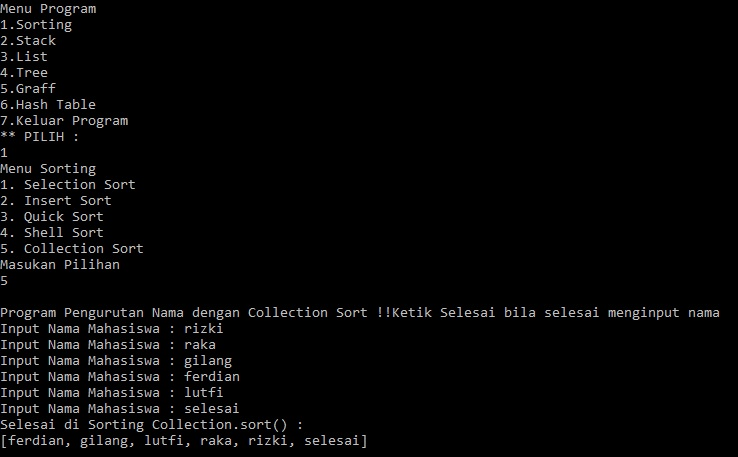 Menu Program
1.Sorting
2.Stack
3.List
4.Tree
5.Graff
6.Hash Table
7.Keluar Program
** PILIH :
1
Menu Sorting
1. Selection Sort
2. Insert Sort
3. Quick Sort
4. Shell Sort
5. Collection Sort
Masukan Pilihan
5
Program Pengurutan Nama dengan Collection Sort !!Ketik Selesai bila selesai menginput nama
Input Nama Mahasiswa : rizki
Input Nama Mahasiswa : raka
Input Nama Mahasiswa : gilang
Input Nama Mahasiswa : ferdian
Input Nama Mahasiswa : lutfi
Input Nama Mahasiswa : selesai
Selesai di Sorting Collection.sort() :
[ferdian, gilang, lutfi, raka, rizki, selesai]